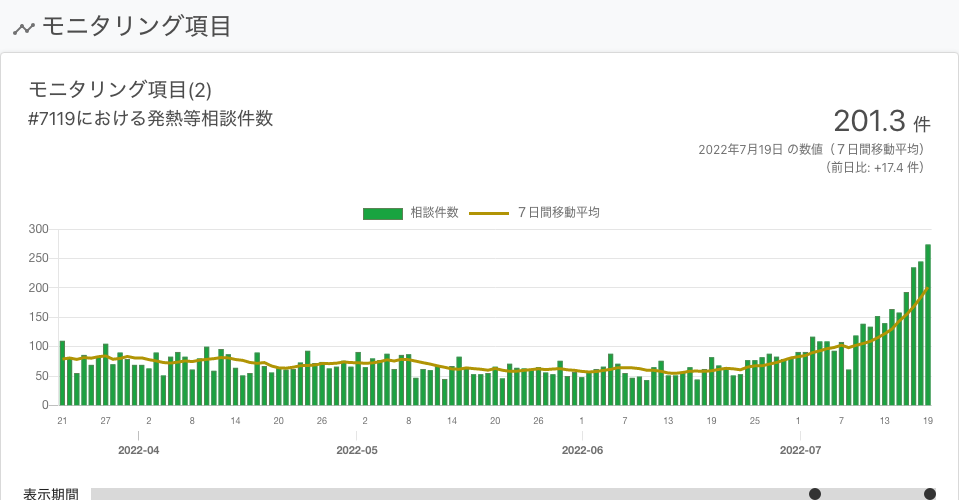 モニタリング項目
モニタリング項目(2)
#7119における発熱等相談件数
201.3 件
2022年7月19日 の数値（７日間移動平均）
（前日比: +17.4 件）
相談件数 ７日間移動平均
300
250
200
150
100
50
0
21 27 2 8 14 20 26 2 8 14 20 26 1 7 13 19 25 1 7 13 19
2022-04 2022-05 2022-06 2022-07
表示期間